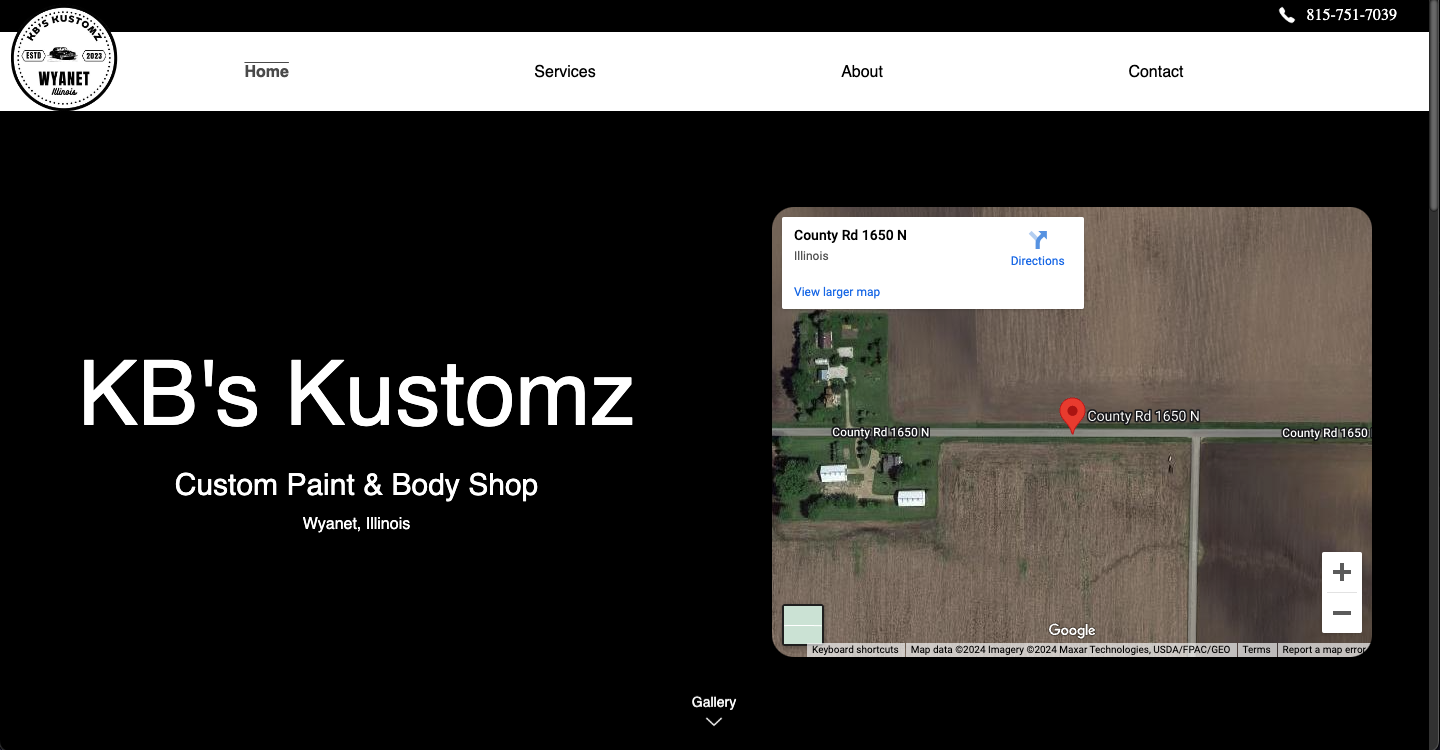 815-751-7039
KB'S KUSTOMZ
ESTD
2023
WYANET
Illinois
Home
Services
About
Contact
KB's Kustomz
Custom Paint & Body Shop
Wyanet, Illinois
County Rd 1650 N
Illinois
Directions
View larger map
County Rd 1650 N
County Rd 1650 N
County Rd 1650
Google
Keyboard shortcuts
Map data ©2024 Imagery ©2024 Maxar Technologies, USDA/FPAC/GEO
Terms
Report a map error
Gallery